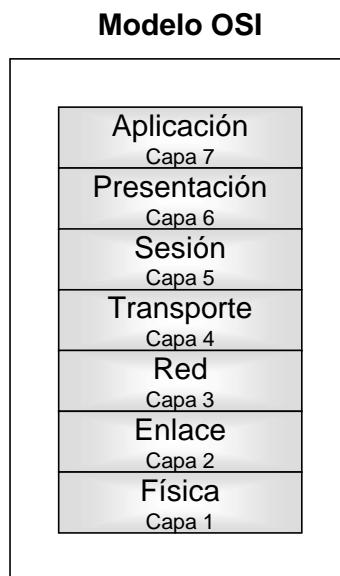 Modelo OSI
Aplicación
Capa 7
Presentación
Capa 6
Sesión
Capa 5
Transporte
Capa 4
Red
Capa 3
Enlace
Capa 2
Física
Capa 1